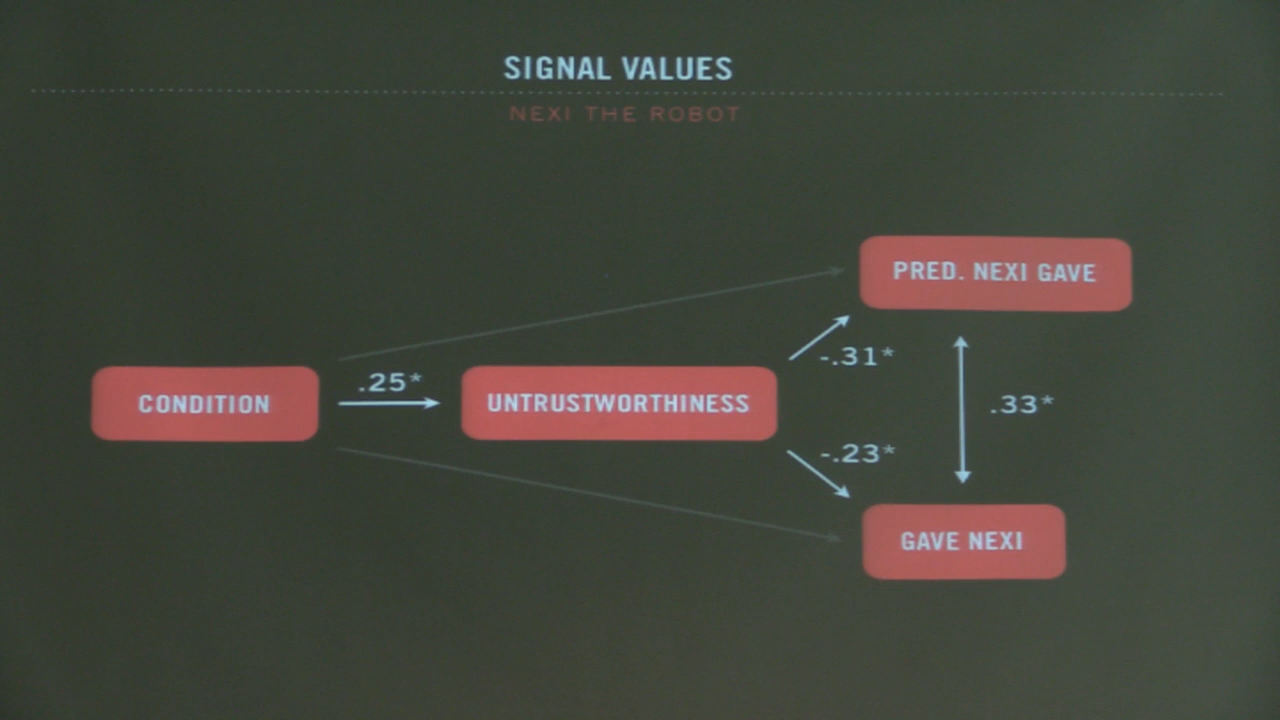 SIGNAL VALUES
NEXI THE ROBOT
PRED. NEXI GAVE
-.31*
CONDITION
.25*
UNTRUSTWORTHINESS
.33*
-.23*
GAVE NEXI